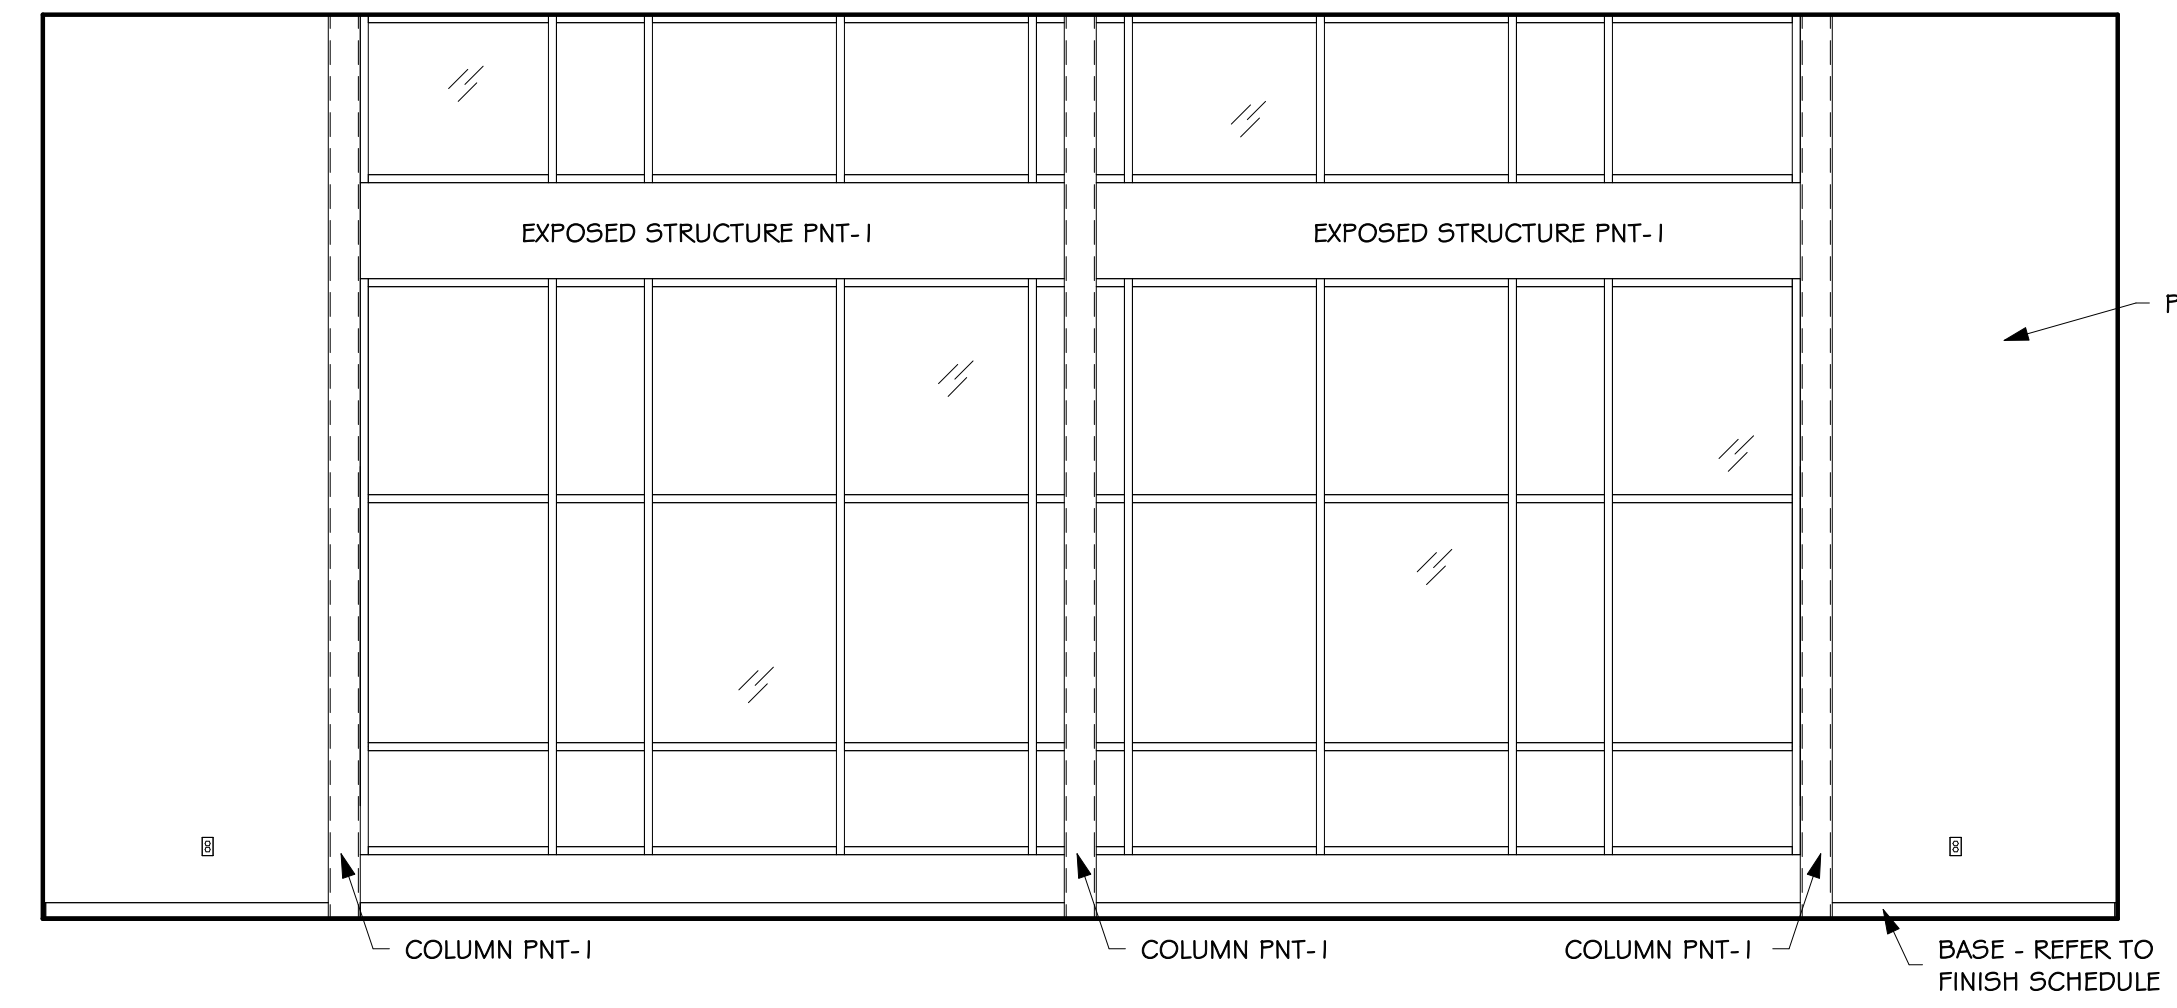 EXPOSED STRUCTURE PNT-1
EXPOSED STRUCTURE PNT-1
COLUMN PNT-1
COLUMN PNT-1
COLUMN PNT-1
BASE - REFER TO
FINISH SCHEDULE